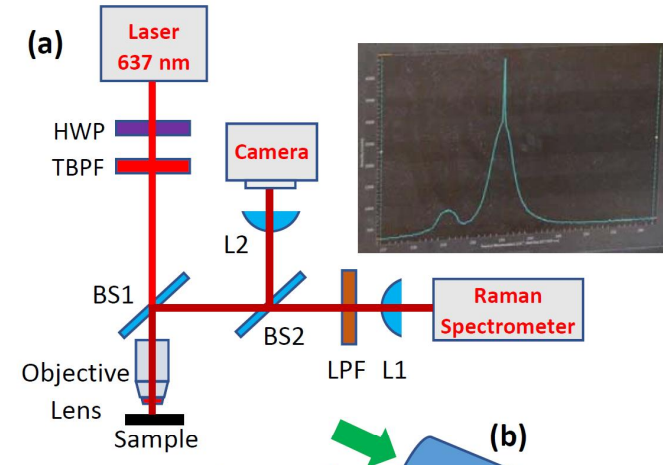 (a)
Laser
637 nm
HWP
TBPF
Camera
L2
BS1
BS2
Raman
Spectrometer
LPF
L1
Objective
Lens
Sample
(b)